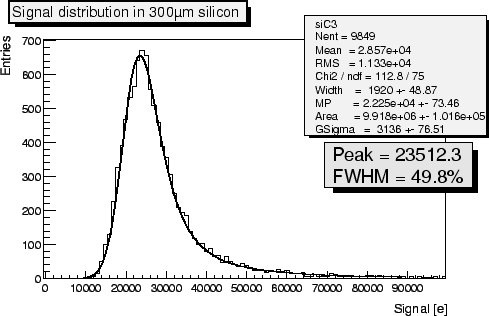 Signal distribution in 300µm silicon
siC3
Nent = 9849
Mean = 2.857e+04
RMS = 1.133e+04
Chi2 / ndf = 112.8 / 75
Width = 1920 +- 48.87
MP = 2.225e+04 +- 73.46
Area = 9.918e+06 +- 1.016e+05
GSigma = 3136 +- 76.51
Peak = 23512.3
FWHM = 49.8%
Entries
700
600
500
400
300
200
100
0
0 10000 20000 30000 40000 50000 60000 70000 80000 90000
Signal [e]